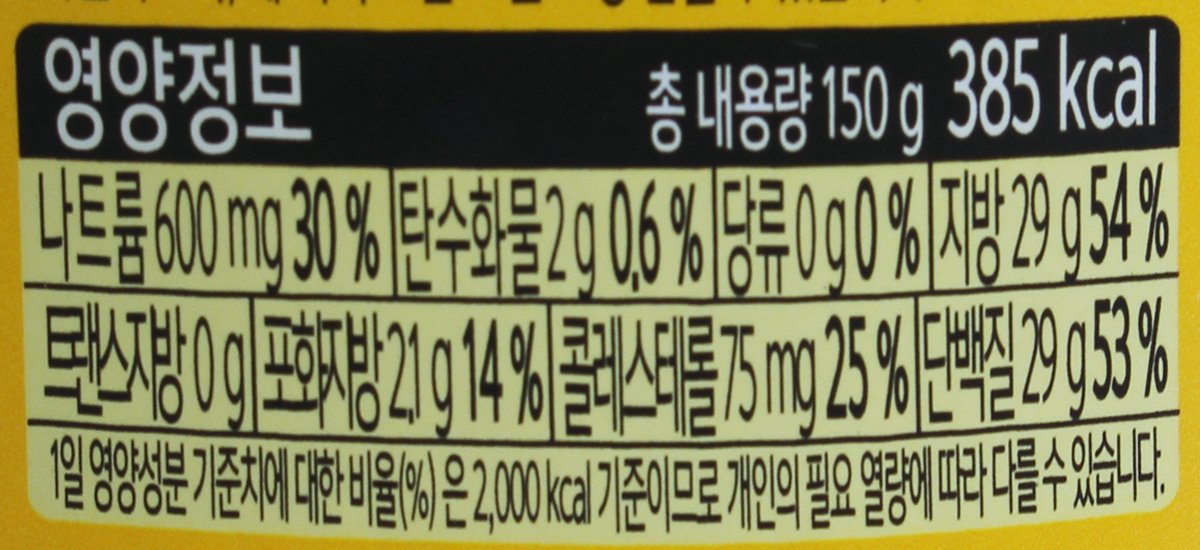 영양정보 총 내용량 150 g 385 kcal
나트륨 600 mg 30 % 탄수화물 2 g 0.6 % 당류 0 g 0 % 지방 29 g 54 %
트랜스지방 0 g 포화지방 2.1 g 14 % 콜레스테롤 75 mg 25 % 단백질 29 g 53 %
1일 영양성분 기준치에 대한 비율(%) 은 2,000 kcal 기준이므로 개인의 필요 열량에 따라 다를 수 있습니다.